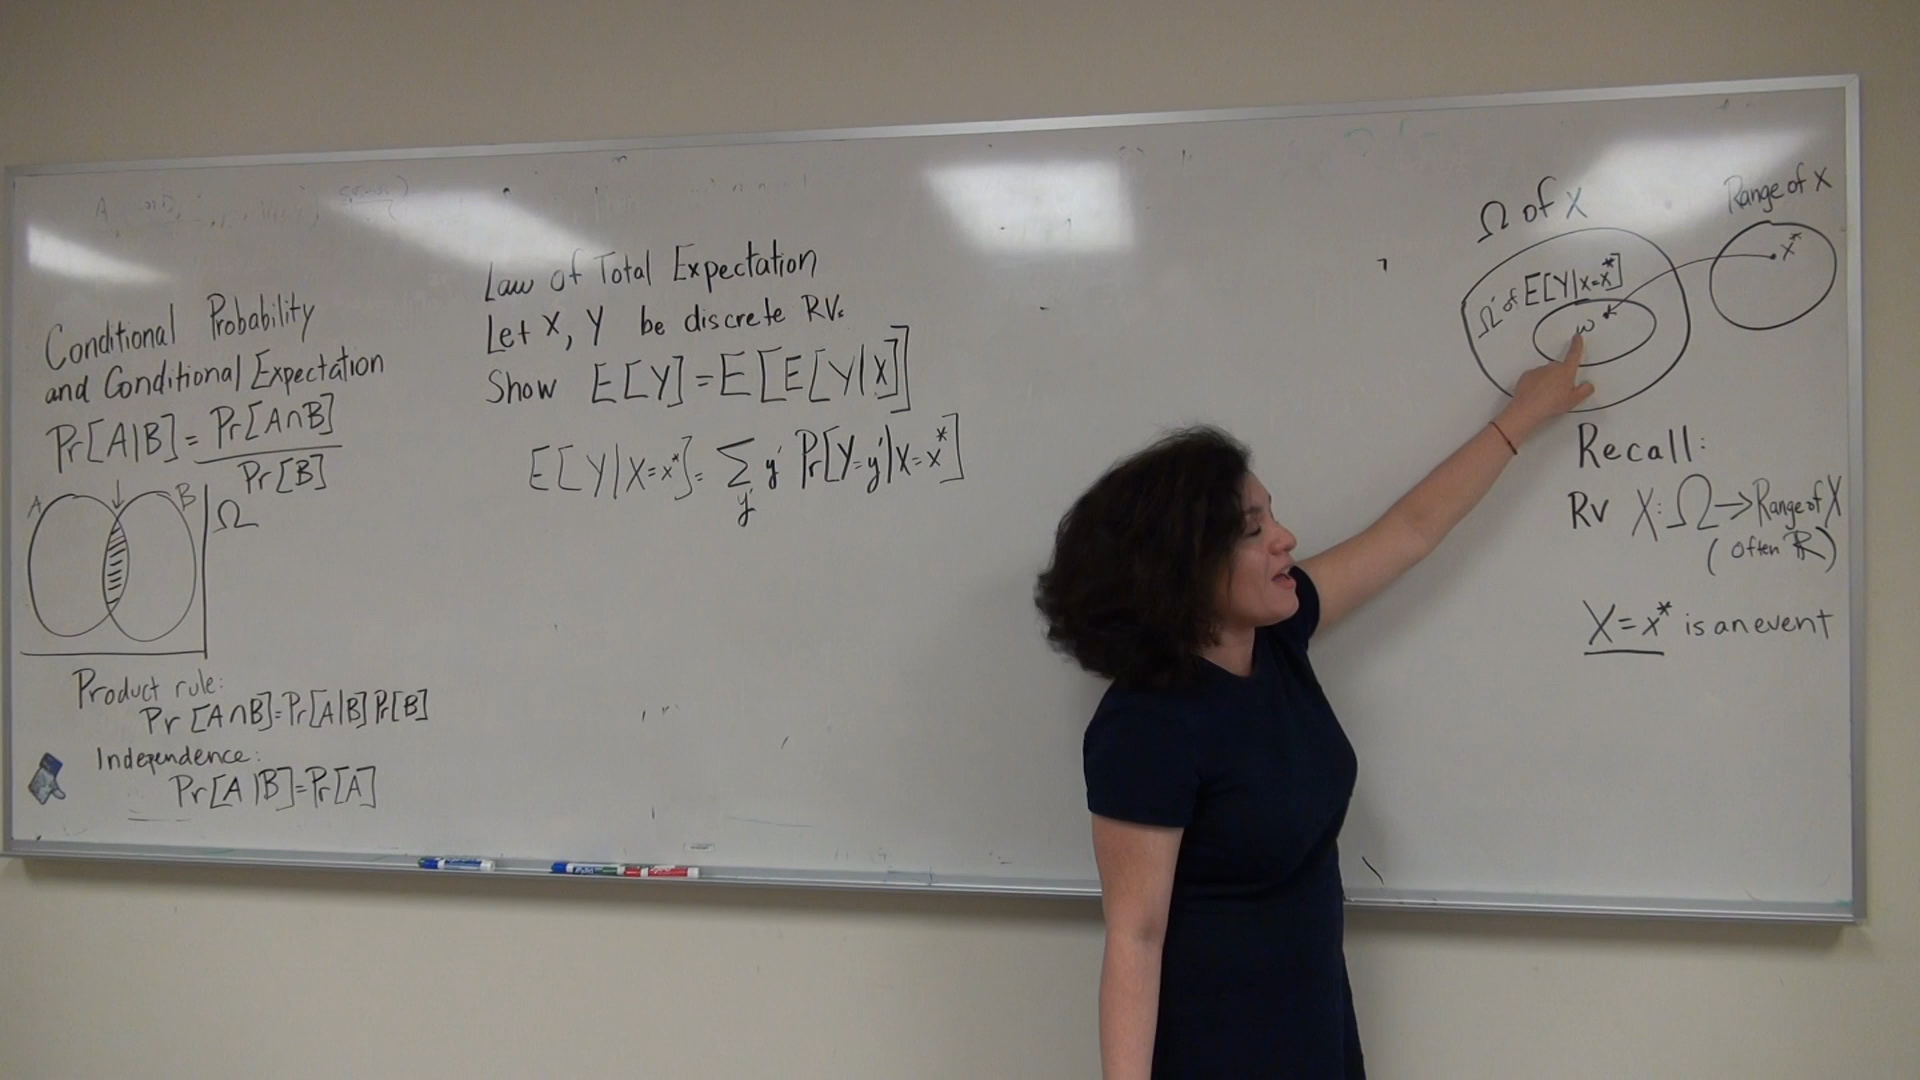 Conditional Probability
and Conditional Expectation
Pr[A|B] = Pr[A∩B]
Pr[B]
A
B
Ω
Product rule:
Pr [A∩B]=Pr[A|B] Pr[B]
Independence:
Pr[A|B]=Pr[A]
Law of Total Expectation
Let X, Y be discrete RV.
Show E[Y]=E[E[Y|X]]
E[Y|X=x*]= ∑ y' Pr[Y=y'|X=x*]
y'
Ω of X
Range of X
Ω' of E[Y|X=x*]
ω*
x*
Recall:
RV X: Ω → Range of X
(Often ℝ)
X=x* is an event